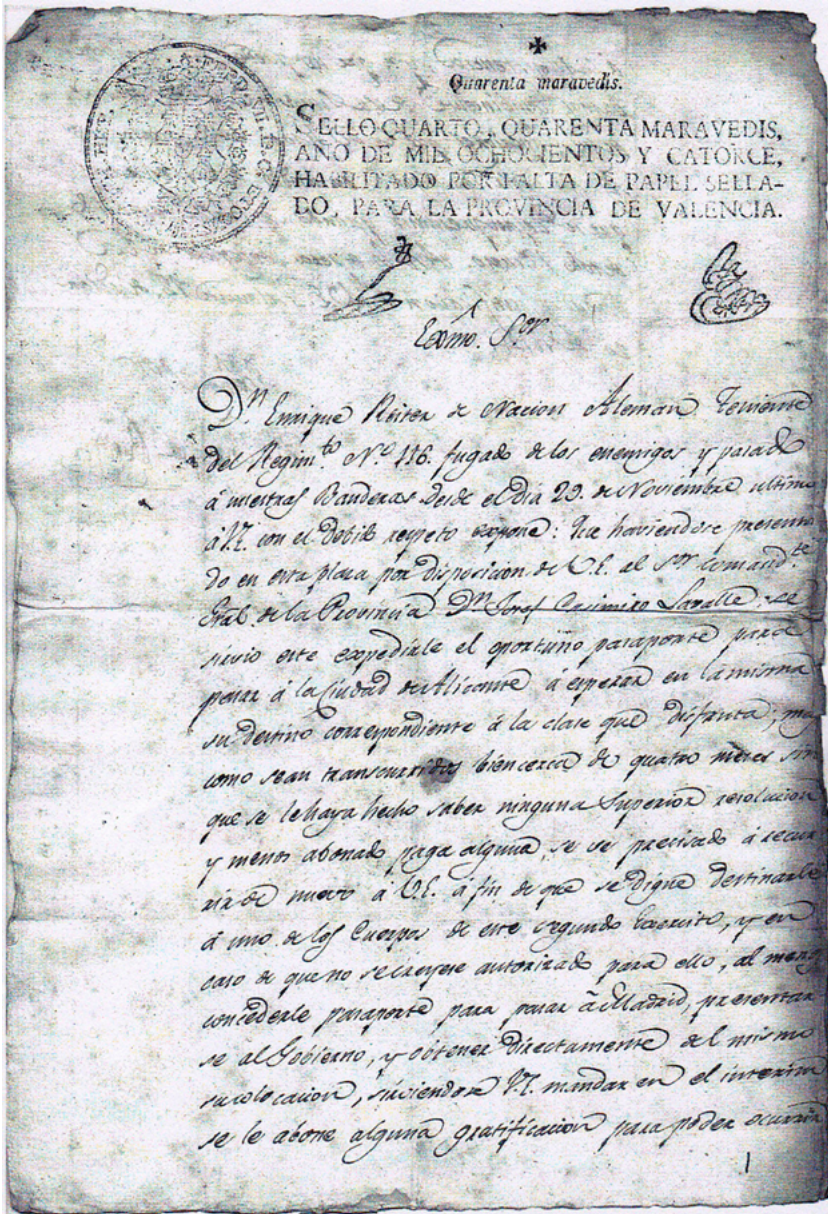 Quarenta maravedis.
SELLO QUARTO, QUARENTA MARAVEDIS,
AÑO DE MIL OCHOCIENTOS Y CATORCE,
HABILITADO POR FALTA DE PAPEL SELLA-
DO, PARA LA PROVINCIA DE VALENCIA.
Exmo. Sor
Dn Enrique Reiter de Nacion Aleman Teniente
del Regimto No 116. fugado de los enemigos y pasado
á nuestras Banderas desde el dia 29. de Noviembre ultimo
á V.E. con el debido respeto expone: Que haviendose presenta
do en esta plaza por disposicion de V.E. al Sor Comandte
Gral. de la Provincia Dn Josef Casimiro Lavalle, se
sirvio este expedirle el oportuno pasaporte para
pasar á la Ciudad de Alicante á esperar en la misma
su destino correspondiente á la clase que disfruta; mas
como sean transcurridos bien cerca de quatro meses sin
que se le haya hecho saber ninguna Superior resolucion
y menos abonado paga alguna, se vé precisado á recur
rir de nuevo á V.E. á fin de que se digne destinarle
á uno de los Cuerpos de este segundo Exercito, y en
caso de que no se creyese autorizado para ello, al menos
concederle pasaporte para pasar á Madrid, presentar
se al Gobierno, y obtener directamente del mismo
su colocacion, sirviendose V.E. mandar en el interin
se le abone alguna gratificacion para poder ocurrir